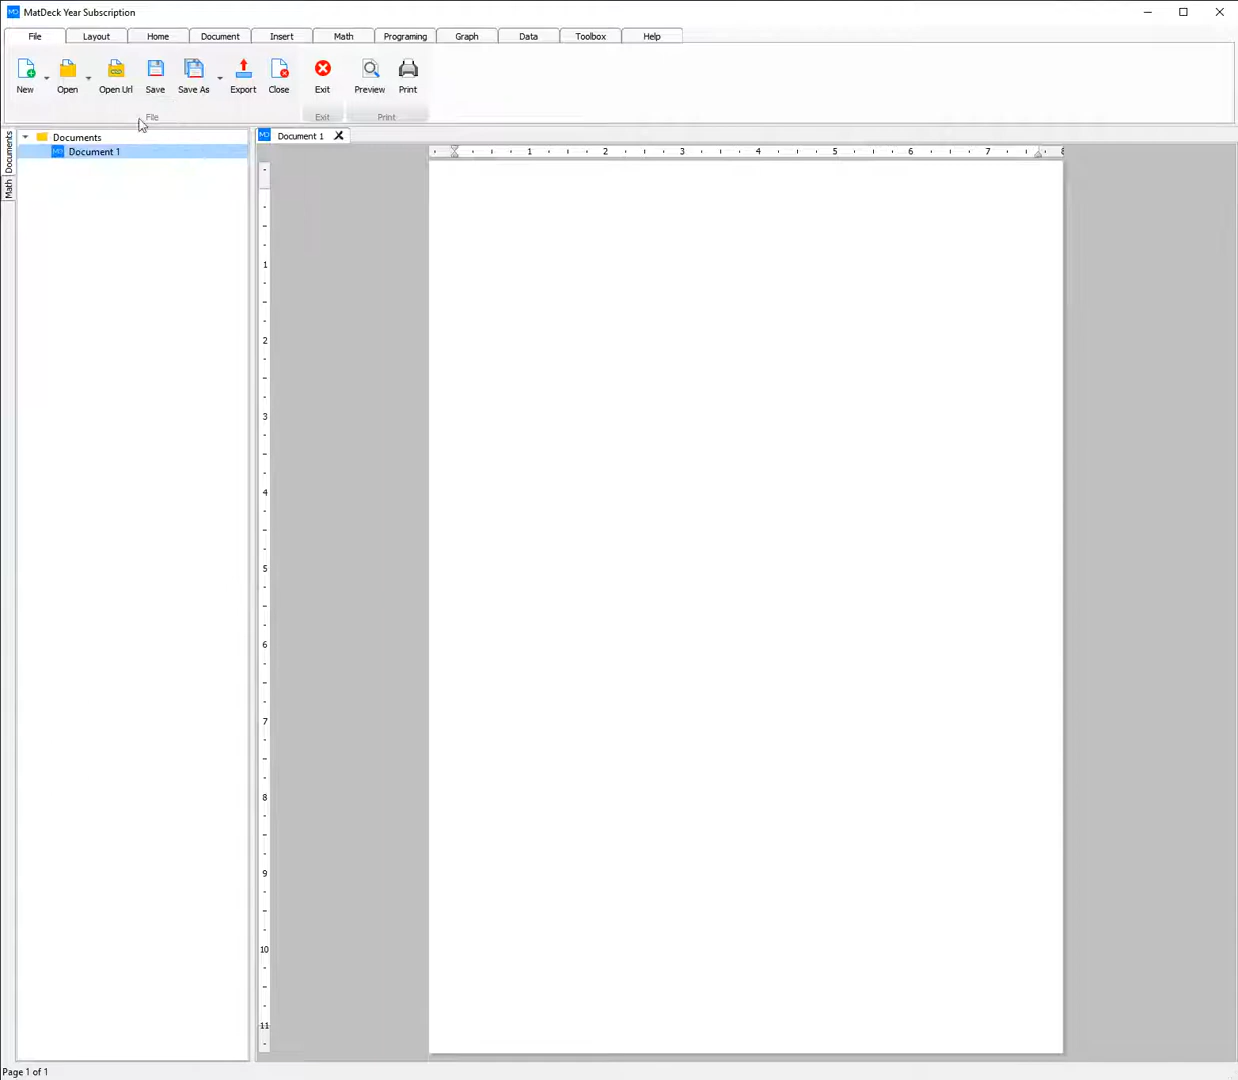 MatDeck Year Subscription
File Layout Home Document Insert Math Programing Graph Data Toolbox Help
New Open Open Url Save Save As Export Close Exit Preview Print
File Exit Print
Documents
Math
Documents
Document 1
Document 1
1 2 3 4 5 6 7 8
1
2
3
4
5
6
7
8
9
10
11
Page 1 of 1